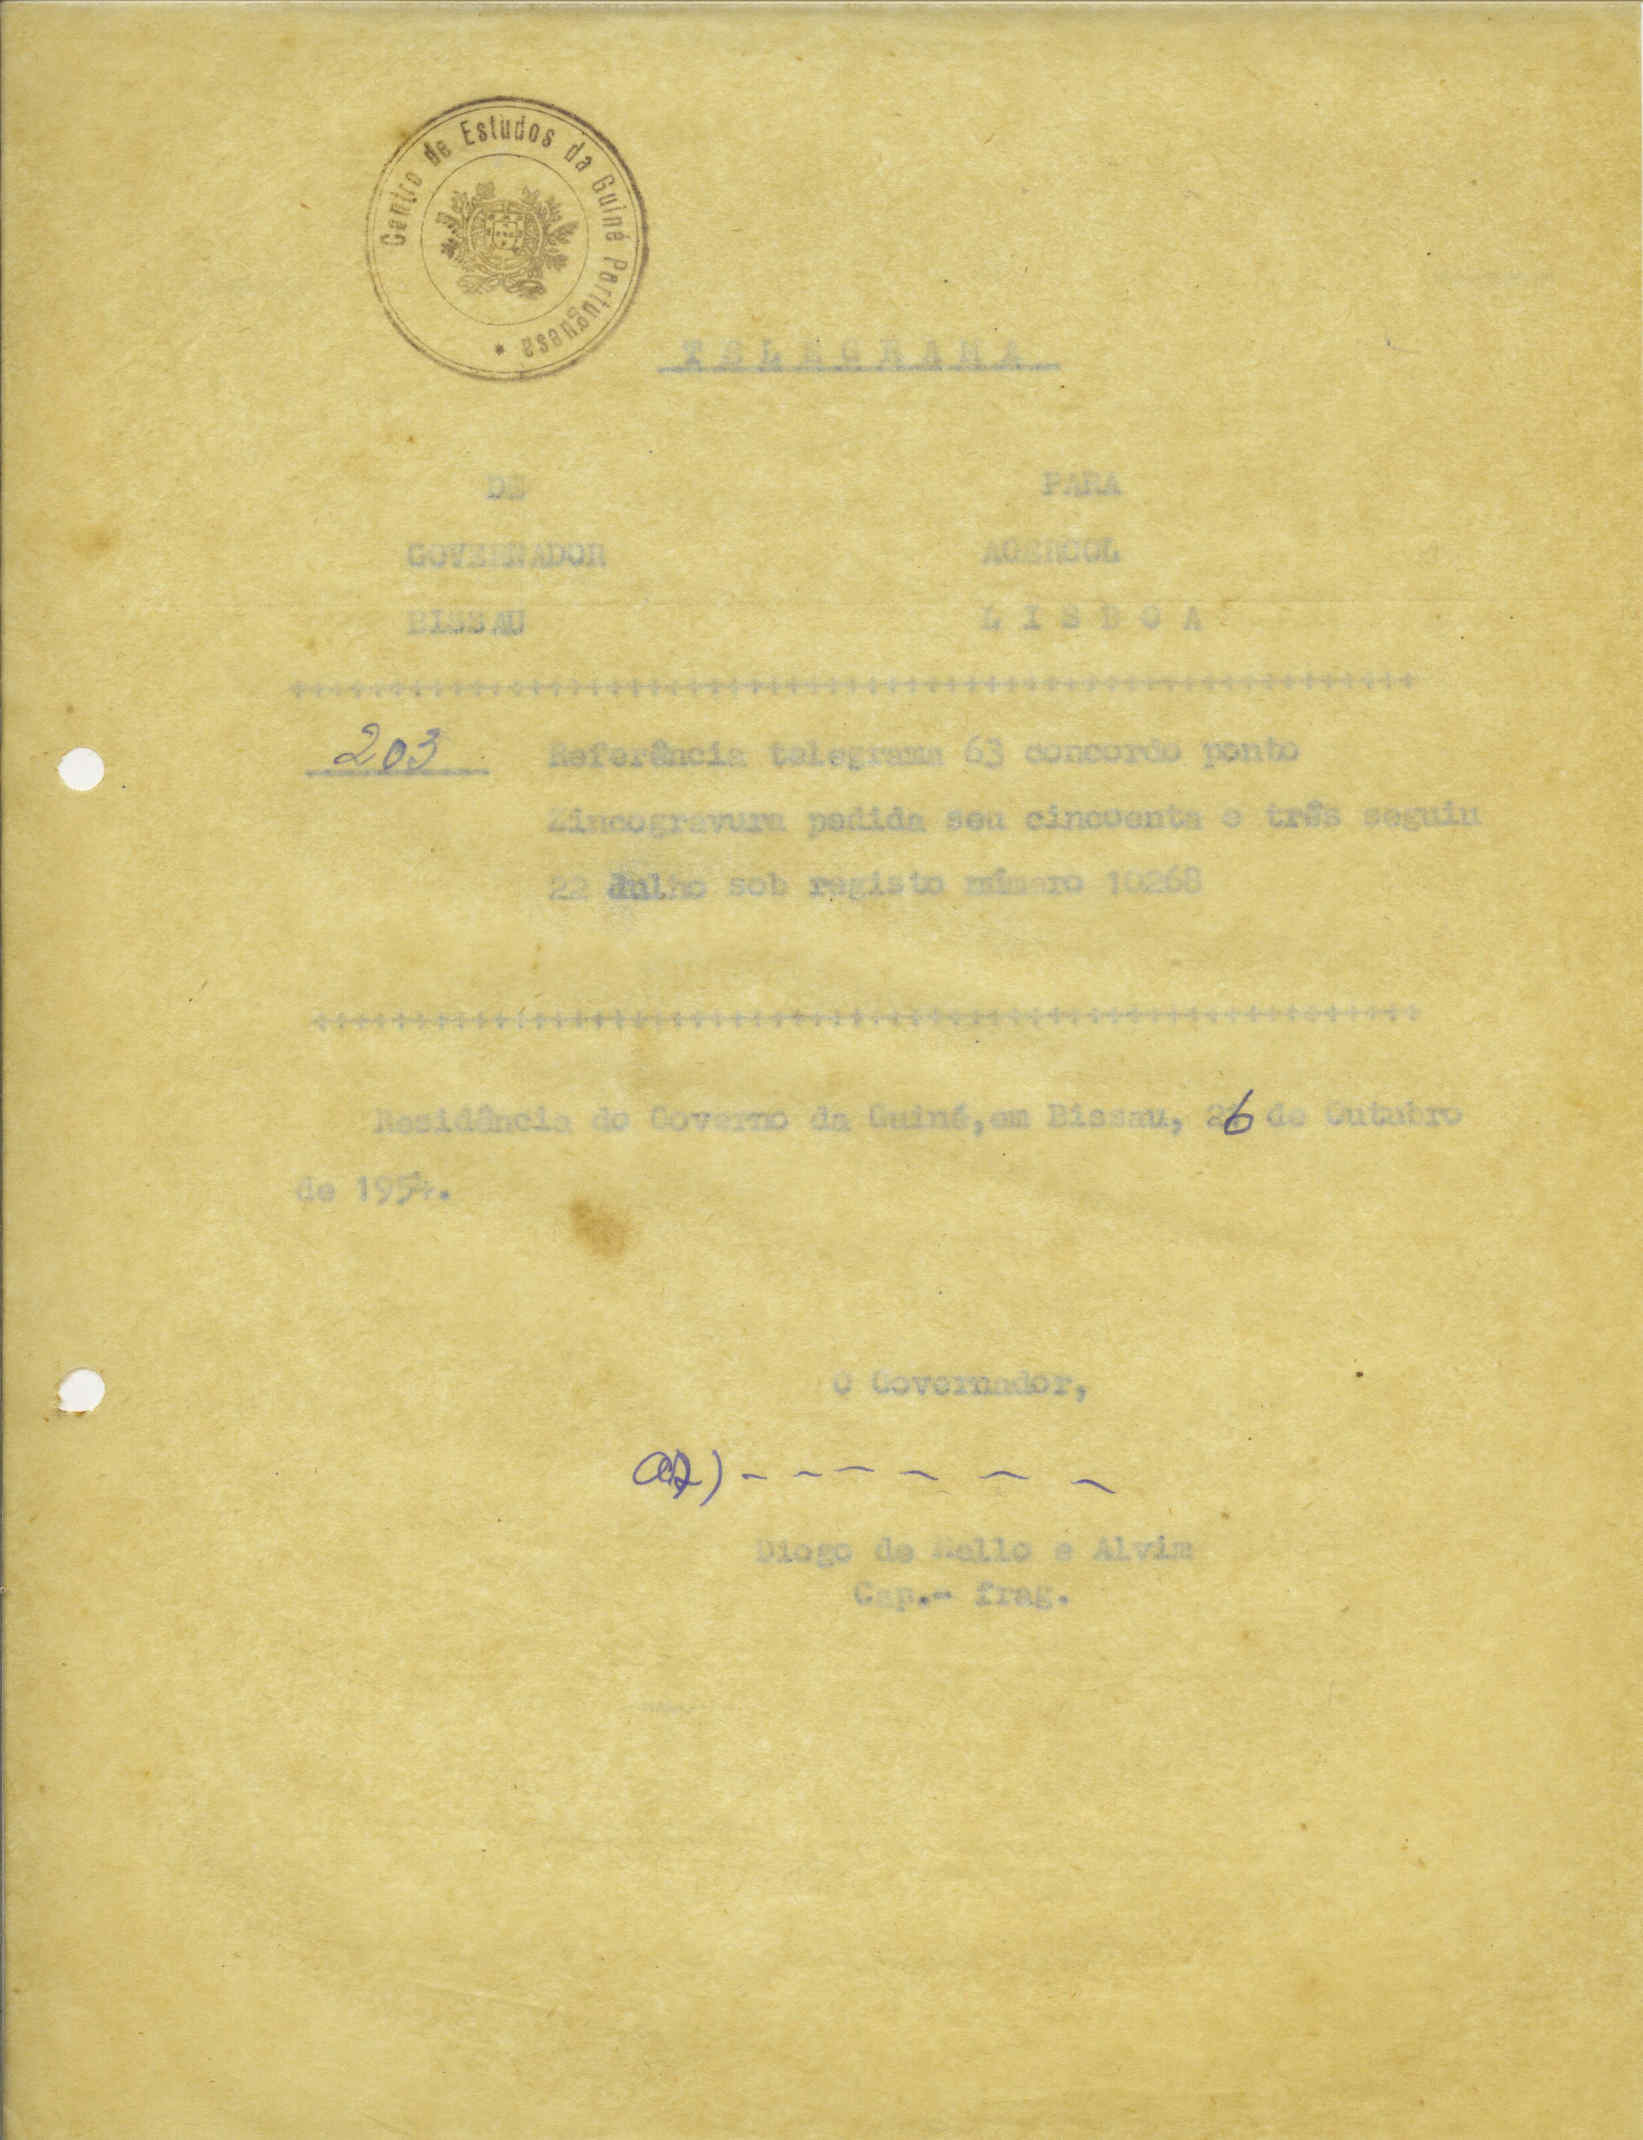 Centro de Estudos da Guiné Portuguesa *
TELEGRAMA
DE PARA
GOVERNADOR AGERCOL
BISSAU L I S B O A
203 Referência telegrama 63 concordo ponto
Zincogravura pedida seu cincoenta e três seguiu
22 Julho sob registo número 10268
Residência do Governo da Guiné,em Bissau, 26 de Outubro
de 1954.
O Governador,
a) - - - - - -
Diogo de Mello e Alvim
Cap.- frag.